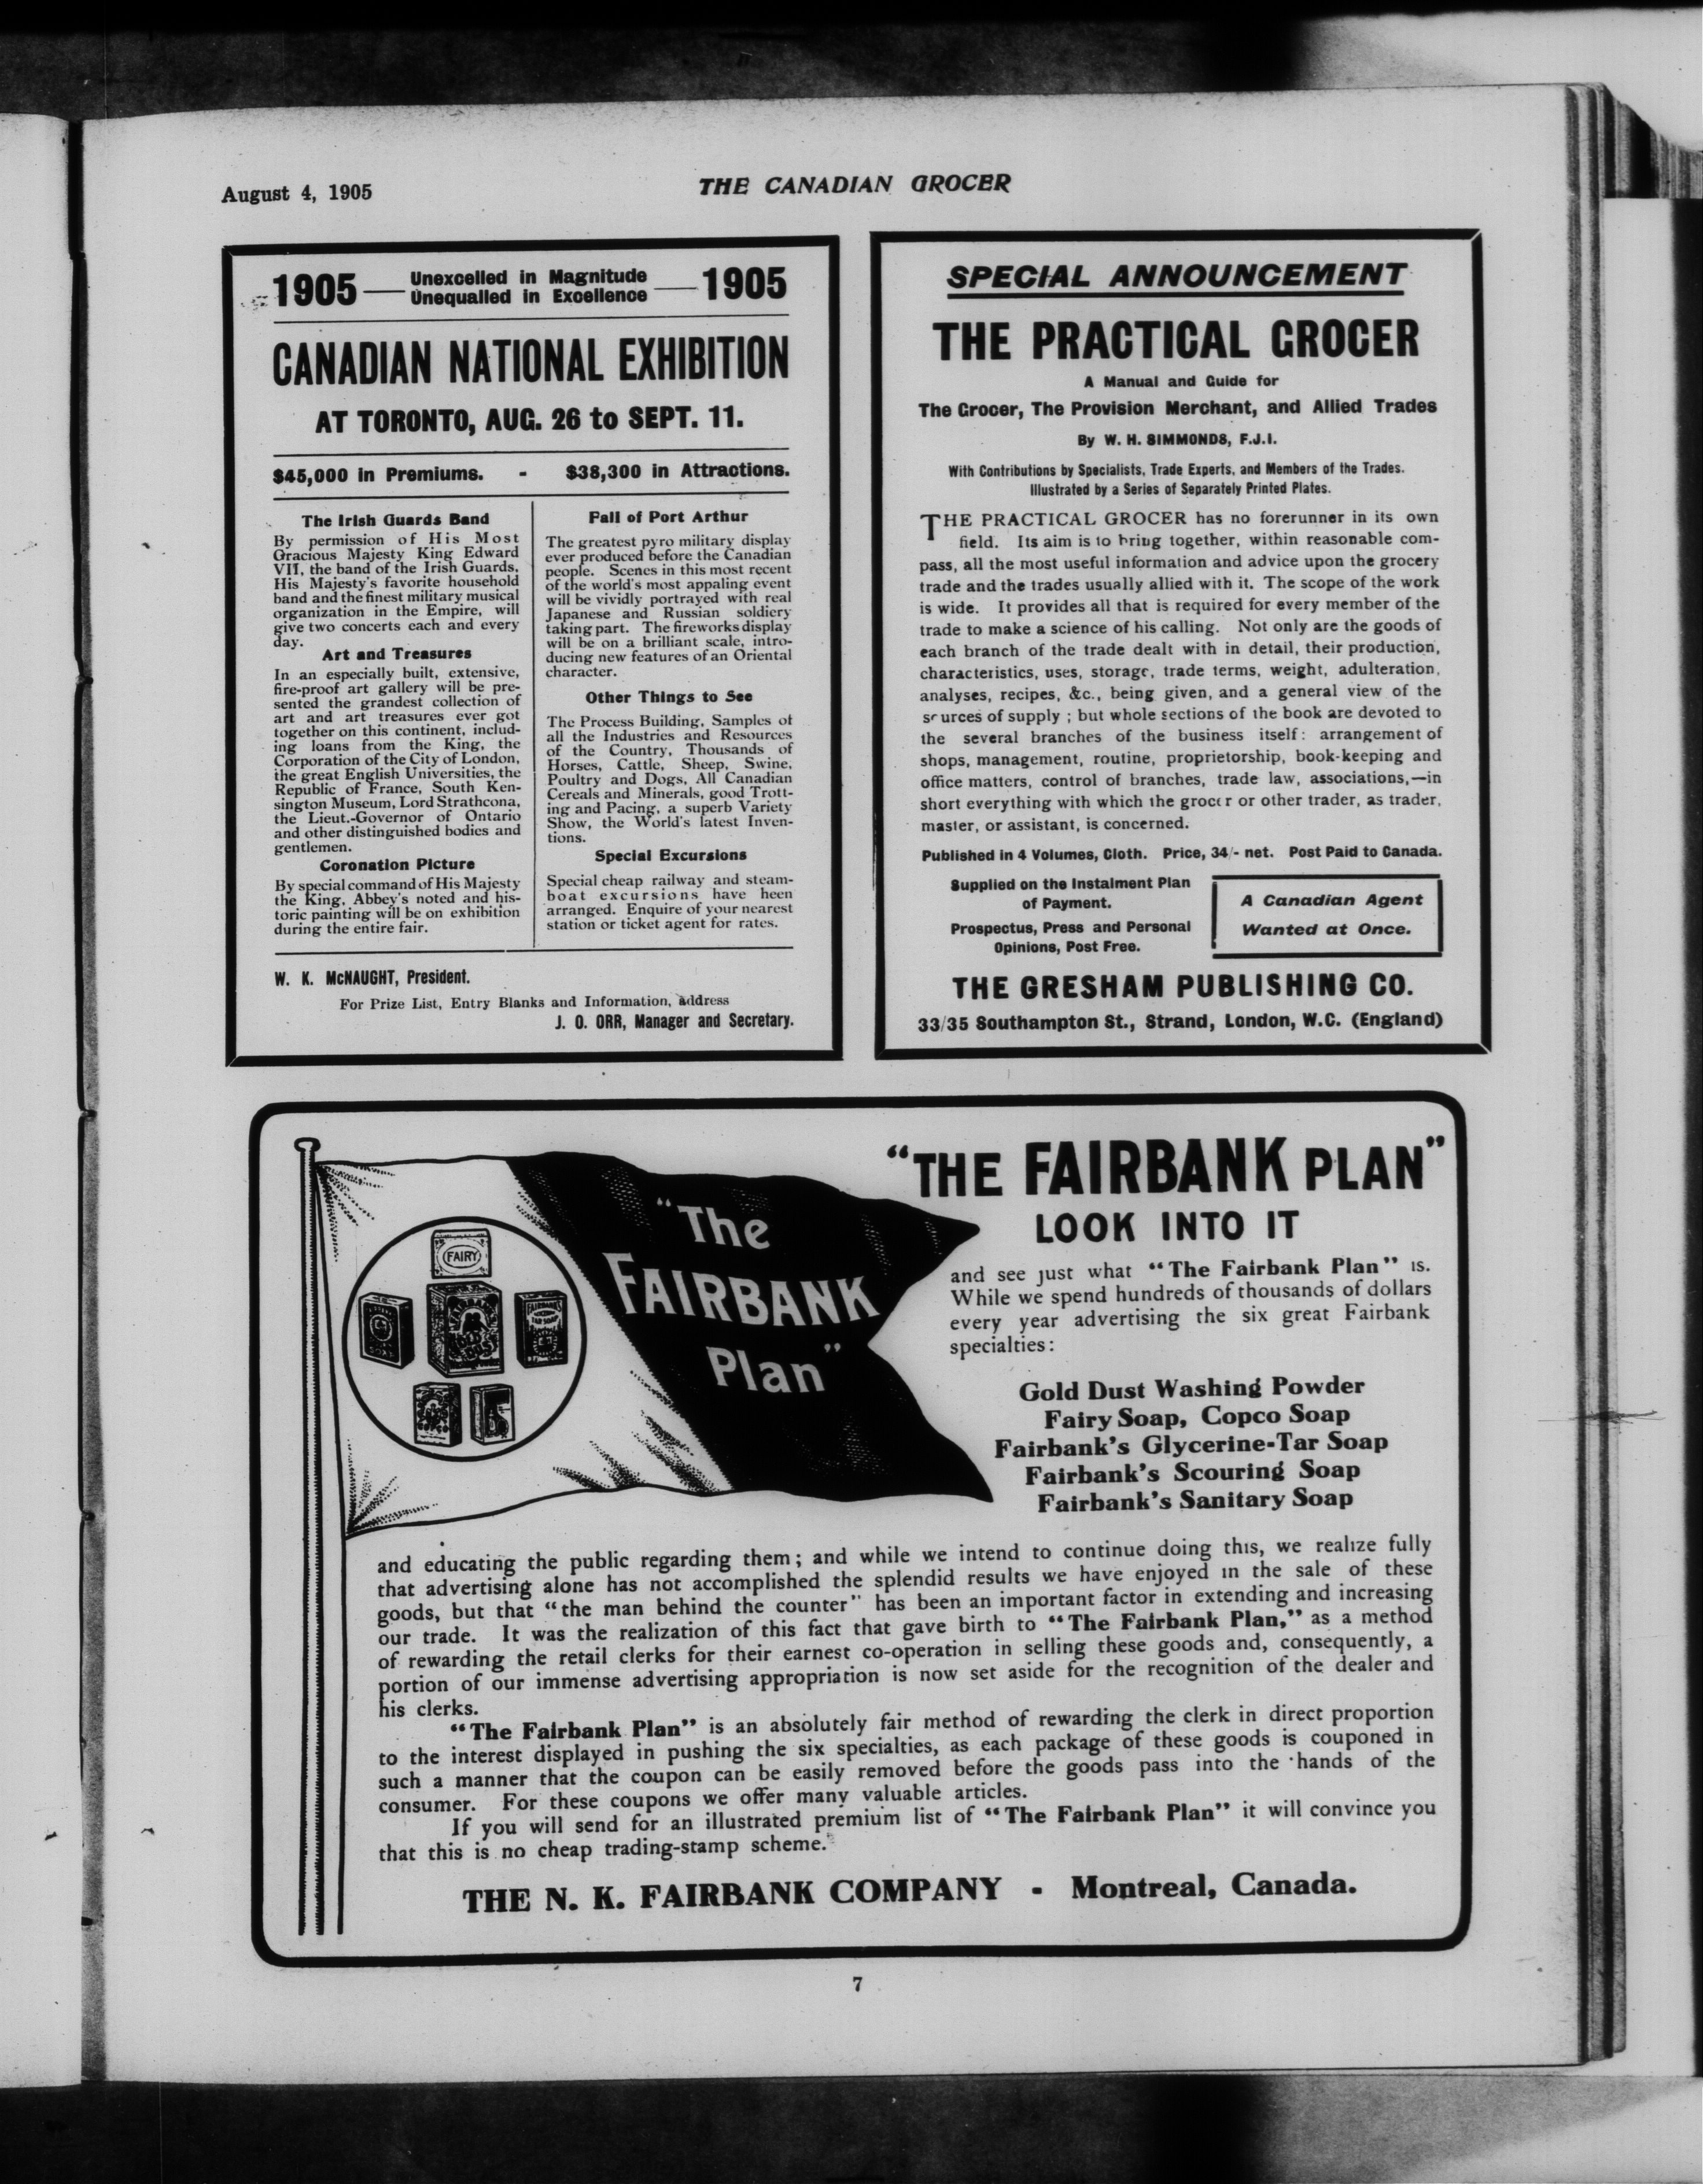 August 4, 1905
THE CANADIAN GROCER
1905 — Unexcelled in Magnitude — 1905
Unequalled in Excellence
CANADIAN NATIONAL EXHIBITION
AT TORONTO, AUG. 26 to SEPT. 11.
$45,000 in Premiums. - $38,300 in Attractions.
The Irish Guards Band
By permission of His Most
Gracious Majesty King Edward
VII, the band of the Irish Guards,
His Majesty's favorite household
band and the finest military musical
organization in the Empire, will
give two concerts each and every
day.
Art and Treasures
In an especially built, extensive,
fire-proof art gallery will be pre-
sented the grandest collection of
art and art treasures ever got
together on this continent, includ-
ing loans from the King, the
Corporation of the City of London,
the great English Universities, the
Republic of France, South Ken-
sington Museum, Lord Strathcona,
the Lieut.-Governor of Ontario
and other distinguished bodies and
gentlemen.
Coronation Picture
By special command of His Majesty
the King, Abbey's noted and his-
toric painting will be on exhibition
during the entire fair.
Fall of Port Arthur
The greatest pyro military display
ever produced before the Canadian
people. Scenes in this most recent
of the world's most appaling event
will be vividly portrayed with real
Japanese and Russian soldiery
taking part. The fireworks display
will be on a brilliant scale, intro-
ducing new features of an Oriental
character.
Other Things to See
The Process Building, Samples of
all the Industries and Resources
of the Country, Thousands of
Horses, Cattle, Sheep, Swine,
Poultry and Dogs, All Canadian
Cereals and Minerals, good Trott-
ing and Pacing, a superb Variety
Show, the World's latest Inven-
tions.
Special Excursions
Special cheap railway and steam-
boat excursions have been
arranged. Enquire of your nearest
station or ticket agent for rates.
W. K. McNAUGHT, President.
For Prize List, Entry Blanks and Information, address
J. O. ORR, Manager and Secretary.
SPECIAL ANNOUNCEMENT
THE PRACTICAL GROCER
A Manual and Guide for
The Grocer, The Provision Merchant, and Allied Trades
By W. H. SIMMONDS, F.J.I.
With Contributions by Specialists, Trade Experts, and Members of the Trades.
Illustrated by a Series of Separately Printed Plates.
THE PRACTICAL GROCER has no forerunner in its own
field. Its aim is to bring together, within reasonable com-
pass, all the most useful information and advice upon the grocery
trade and the trades usually allied with it. The scope of the work
is wide. It provides all that is required for every member of the
trade to make a science of his calling. Not only are the goods of
each branch of the trade dealt with in detail, their production,
characteristics, uses, storage, trade terms, weight, adulteration,
analyses, recipes, &c., being given, and a general view of the
sources of supply ; but whole sections of the book are devoted to
the several branches of the business itself: arrangement of
shops, management, routine, proprietorship, book-keeping and
office matters, control of branches, trade law, associations,—in
short everything with which the grocer or other trader, as trader,
master, or assistant, is concerned.
Published in 4 Volumes, Cloth. Price, 34/- net. Post Paid to Canada.
Supplied on the Instalment Plan
of Payment.
Prospectus, Press and Personal
Opinions, Post Free.
A Canadian Agent
Wanted at Once.
THE GRESHAM PUBLISHING CO.
33/35 Southampton St., Strand, London, W.C. (England)
"The
FAIRBANK
Plan"
FAIRY
FAIRBANK'S
GOLD
DUST
FAIRBANK'S
TAR SOAP
COPCO
"THE FAIRBANK PLAN"
LOOK INTO IT
and see just what "The Fairbank Plan" is.
While we spend hundreds of thousands of dollars
every year advertising the six great Fairbank
specialties:
Gold Dust Washing Powder
Fairy Soap, Copco Soap
Fairbank's Glycerine-Tar Soap
Fairbank's Scouring Soap
Fairbank's Sanitary Soap
and educating the public regarding them; and while we intend to continue doing this, we realize fully
that advertising alone has not accomplished the splendid results we have enjoyed in the sale of these
goods, but that "the man behind the counter" has been an important factor in extending and increasing
our trade. It was the realization of this fact that gave birth to "The Fairbank Plan," as a method
of rewarding the retail clerks for their earnest co-operation in selling these goods and, consequently, a
portion of our immense advertising appropriation is now set aside for the recognition of the dealer and
his clerks.
"The Fairbank Plan" is an absolutely fair method of rewarding the clerk in direct proportion
to the interest displayed in pushing the six specialties, as each package of these goods is couponed in
such a manner that the coupon can be easily removed before the goods pass into the hands of the
consumer. For these coupons we offer many valuable articles.
If you will send for an illustrated premium list of "The Fairbank Plan" it will convince you
that this is no cheap trading-stamp scheme.
THE N. K. FAIRBANK COMPANY - Montreal, Canada.
7